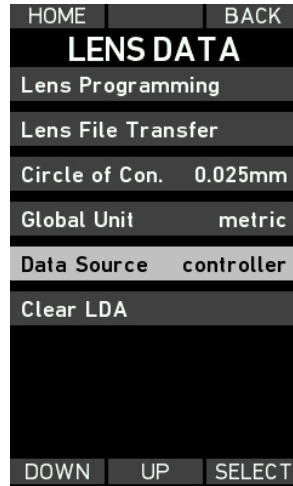 HOME BACK
LENS DATA
Lens Programming
Lens File Transfer
Circle of Con. 0.025mm
Global Unit metric
Data Source controller
Clear LDA
DOWN UP SELECT